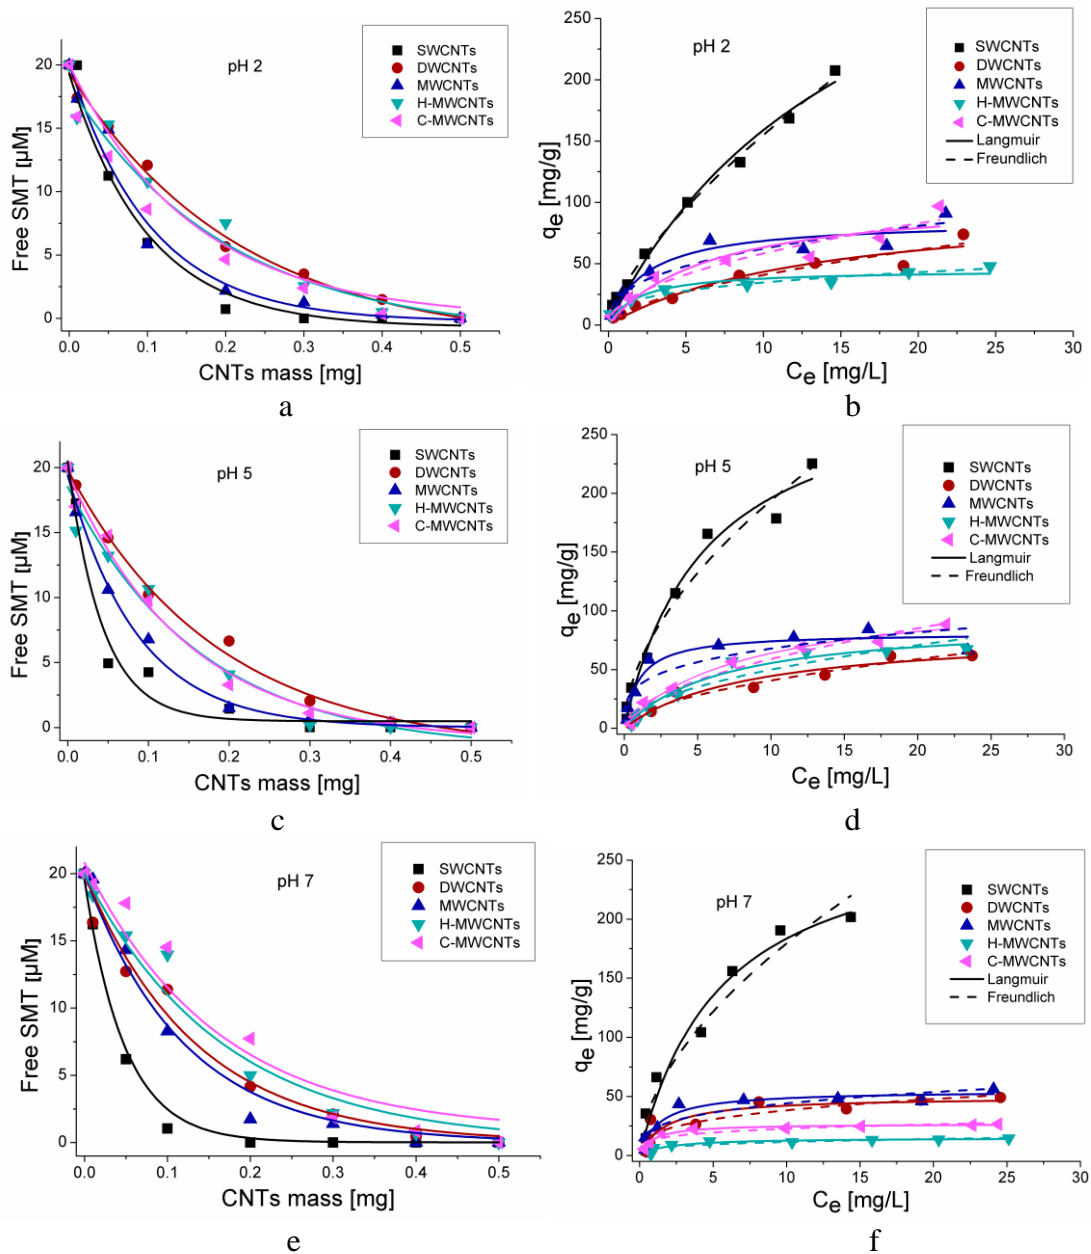 pH 2
SWCNTs
DWCNTs
MWCNTs
H-MWCNTs
C-MWCNTs
Free SMT [µM]
20
15
10
5
0
0.0 0.1 0.2 0.3 0.4 0.5
CNTs mass [mg]
a
pH 2
SWCNTs
DWCNTs
MWCNTs
H-MWCNTs
C-MWCNTs
Langmuir
Freundlich
qe [mg/g]
250
200
150
100
50
0
0 5 10 15 20 25 30
Ce [mg/L]
b
pH 5
SWCNTs
DWCNTs
MWCNTs
H-MWCNTs
C-MWCNTs
Free SMT [µM]
20
15
10
5
0
0.0 0.1 0.2 0.3 0.4 0.5
CNTs mass [mg]
c
pH 5
SWCNTs
DWCNTs
MWCNTs
H-MWCNTs
C-MWCNTs
Langmuir
Freundlich
qe [mg/g]
250
200
150
100
50
0
0 5 10 15 20 25 30
Ce [mg/L]
d
pH 7
SWCNTs
DWCNTs
MWCNTs
H-MWCNTs
C-MWCNTs
Free SMT [µM]
20
15
10
5
0
0.0 0.1 0.2 0.3 0.4 0.5
CNTs mass [mg]
e
pH 7
SWCNTs
DWCNTs
MWCNTs
H-MWCNTs
C-MWCNTs
Langmuir
Freundlich
qe [mg/g]
250
200
150
100
50
0
0 5 10 15 20 25 30
Ce [mg/L]
f